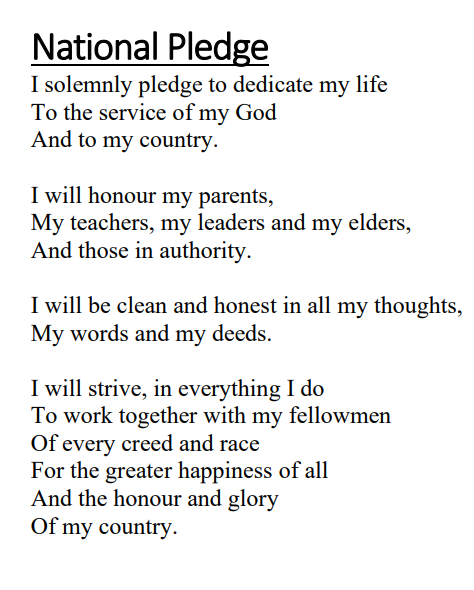 National Pledge
I solemnly pledge to dedicate my life
To the service of my God
And to my country.
I will honour my parents,
My teachers, my leaders and my elders,
And those in authority.
I will be clean and honest in all my thoughts,
My words and my deeds.
I will strive, in everything I do
To work together with my fellowmen
Of every creed and race
For the greater happiness of all
And the honour and glory
Of my country.